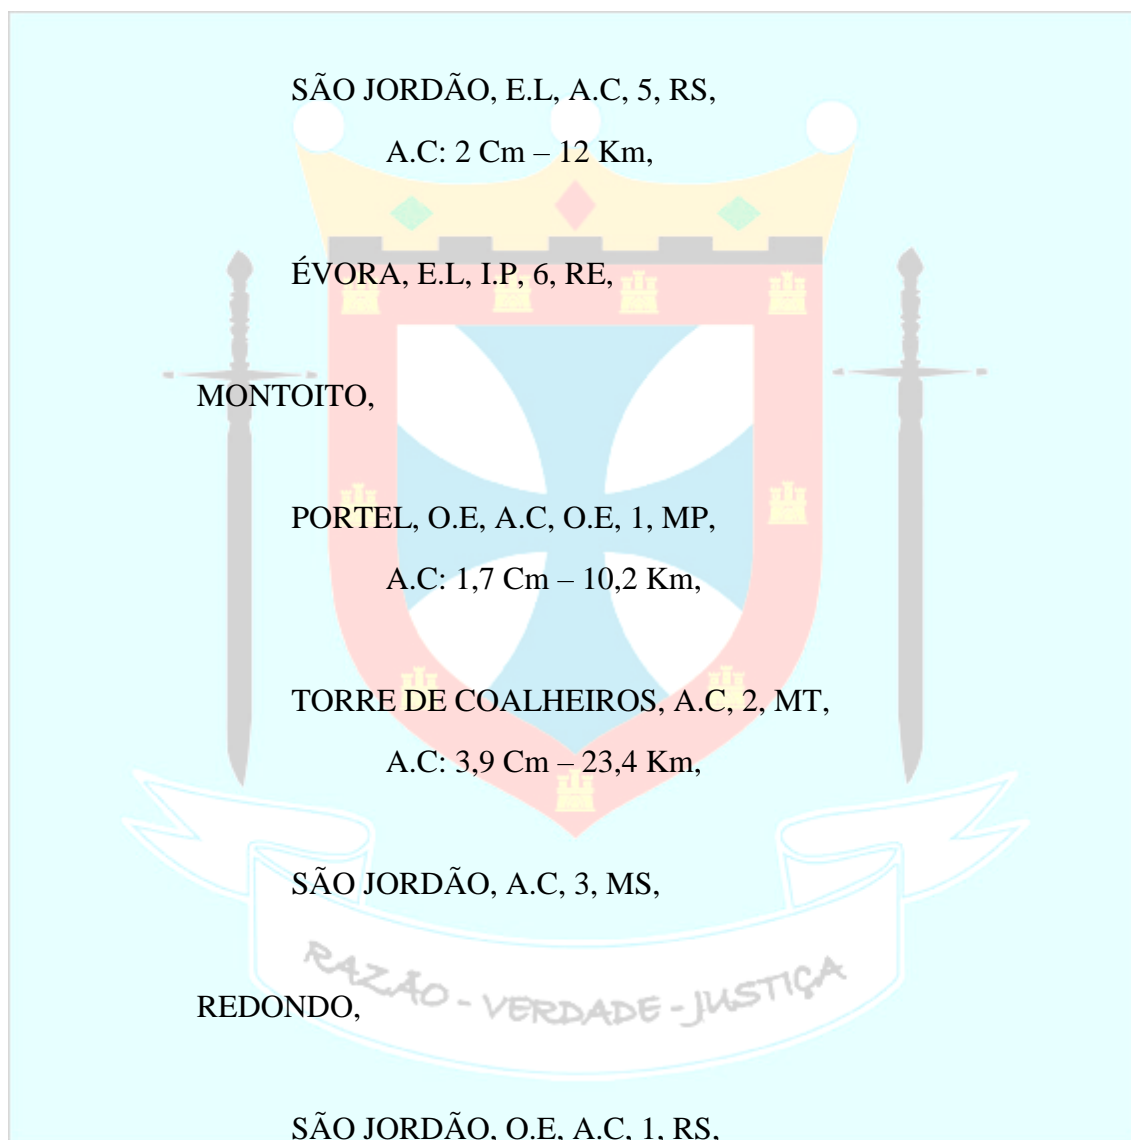 SÃO JORDÃO, E.L, A.C, 5, RS,
A.C: 2 Cm – 12 Km,
ÉVORA, E.L, I.P, 6, RE,
MONTOITO,
PORTEL, O.E, A.C, O.E, 1, MP,
A.C: 1,7 Cm – 10,2 Km,
TORRE DE COALHEIROS, A.C, 2, MT,
A.C: 3,9 Cm – 23,4 Km,
SÃO JORDÃO, A.C, 3, MS,
RAZÃO - VERDADE - JUSTIÇA
REDONDO,
SÃO JORDÃO, O.E, A.C, 1, RS,